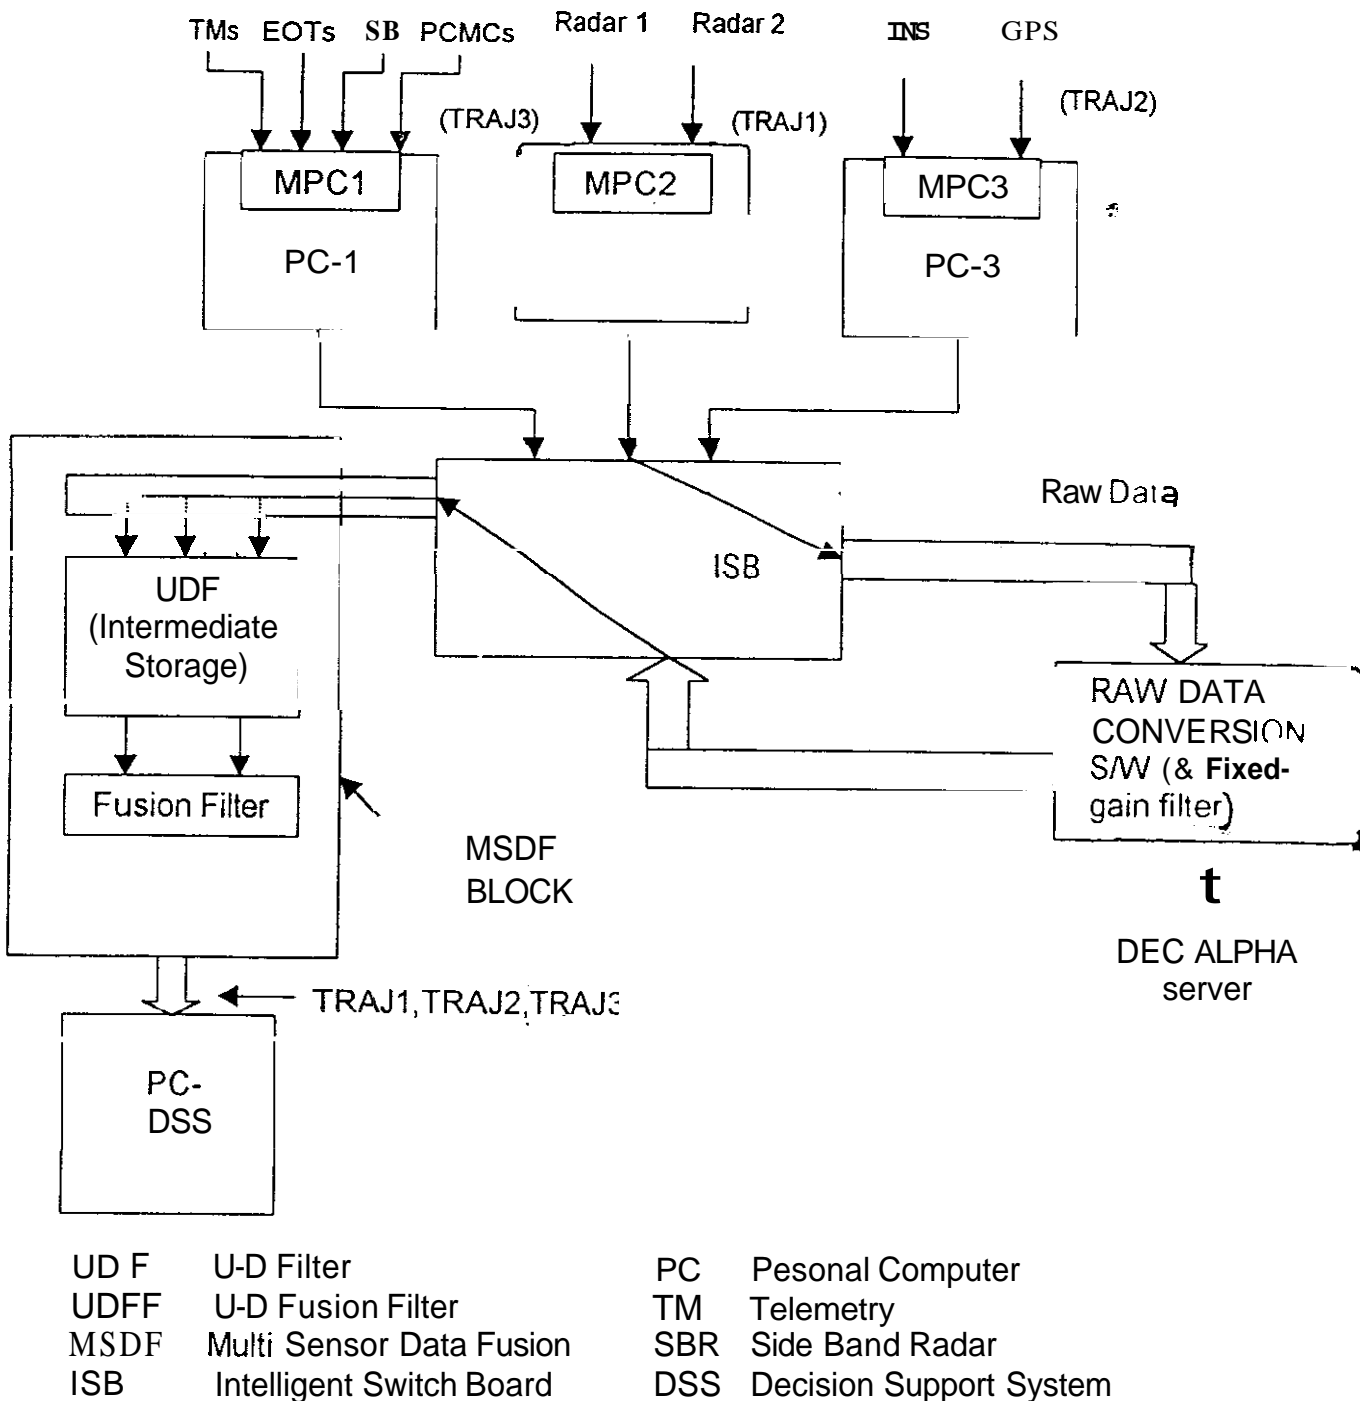 TMs EOTs SB PCMCs Radar 1 Radar 2 INS GPS
(TRAJ3) (TRAJ1) (TRAJ2)
MPC1 MPC2 MPC3
PC-1 PC-3
Raw Data
ISB
UDF
(Intermediate
Storage)
Fusion Filter
RAW DATA
CONVERSION
S/W (& Fixed-
gain filter)
MSDF
BLOCK
t
DEC ALPHA
server
TRAJ1,TRAJ2,TRAJ3
PC-
DSS
UD F U-D Filter PC Pesonal Computer
UDFF U-D Fusion Filter TM Telemetry
MSDF Multi Sensor Data Fusion SBR Side Band Radar
ISB Intelligent Switch Board DSS Decision Support System